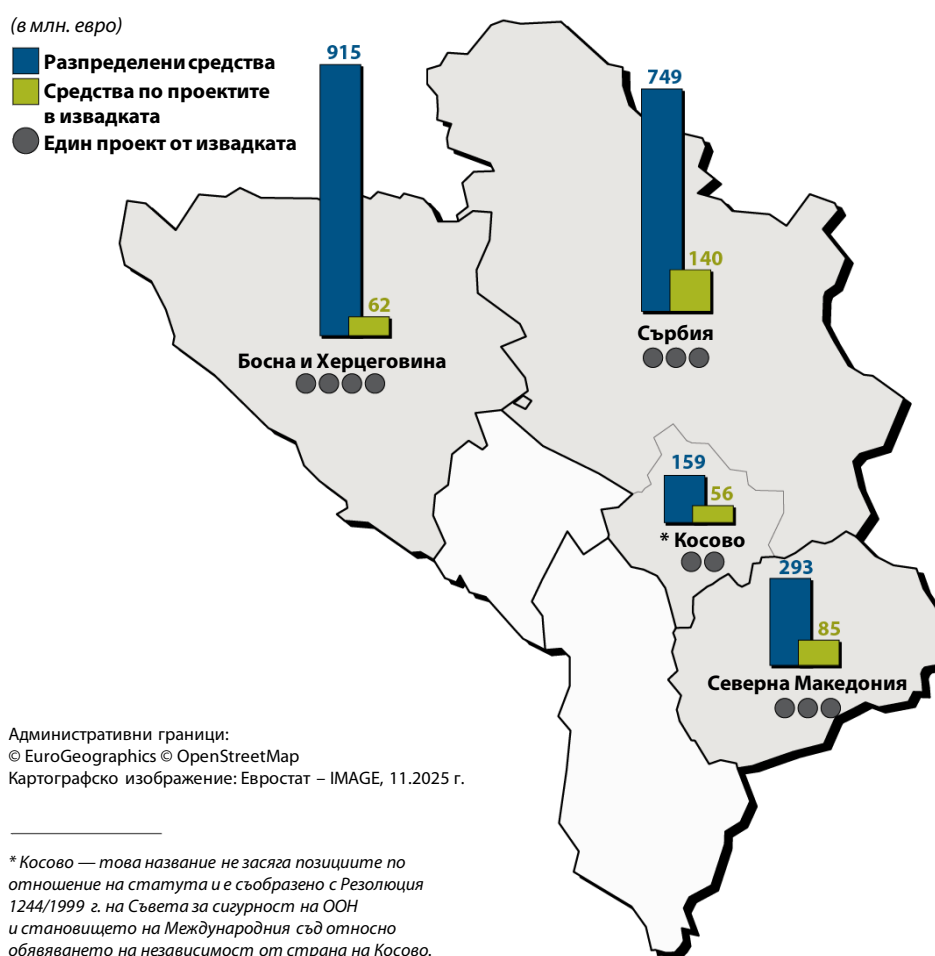 (в млн. евро)
Разпределени средства
Средства по проектите
в извадката
Един проект от извадката
915
62
Босна и Херцеговина
749
140
Сърбия
159
56
* Косово
293
85
Северна Македония
Административни граници:
© EuroGeographics © OpenStreetMap
Картографско изображение: Евростат – IMAGE, 11.2025 г.
* Косово — това название не засяга позициите по
отношение на статута и е съобразено с Резолюция
1244/1999 г. на Съвета за сигурност на ООН
и становището на Международния съд относно
обявяването на независимост от страна на Косово.